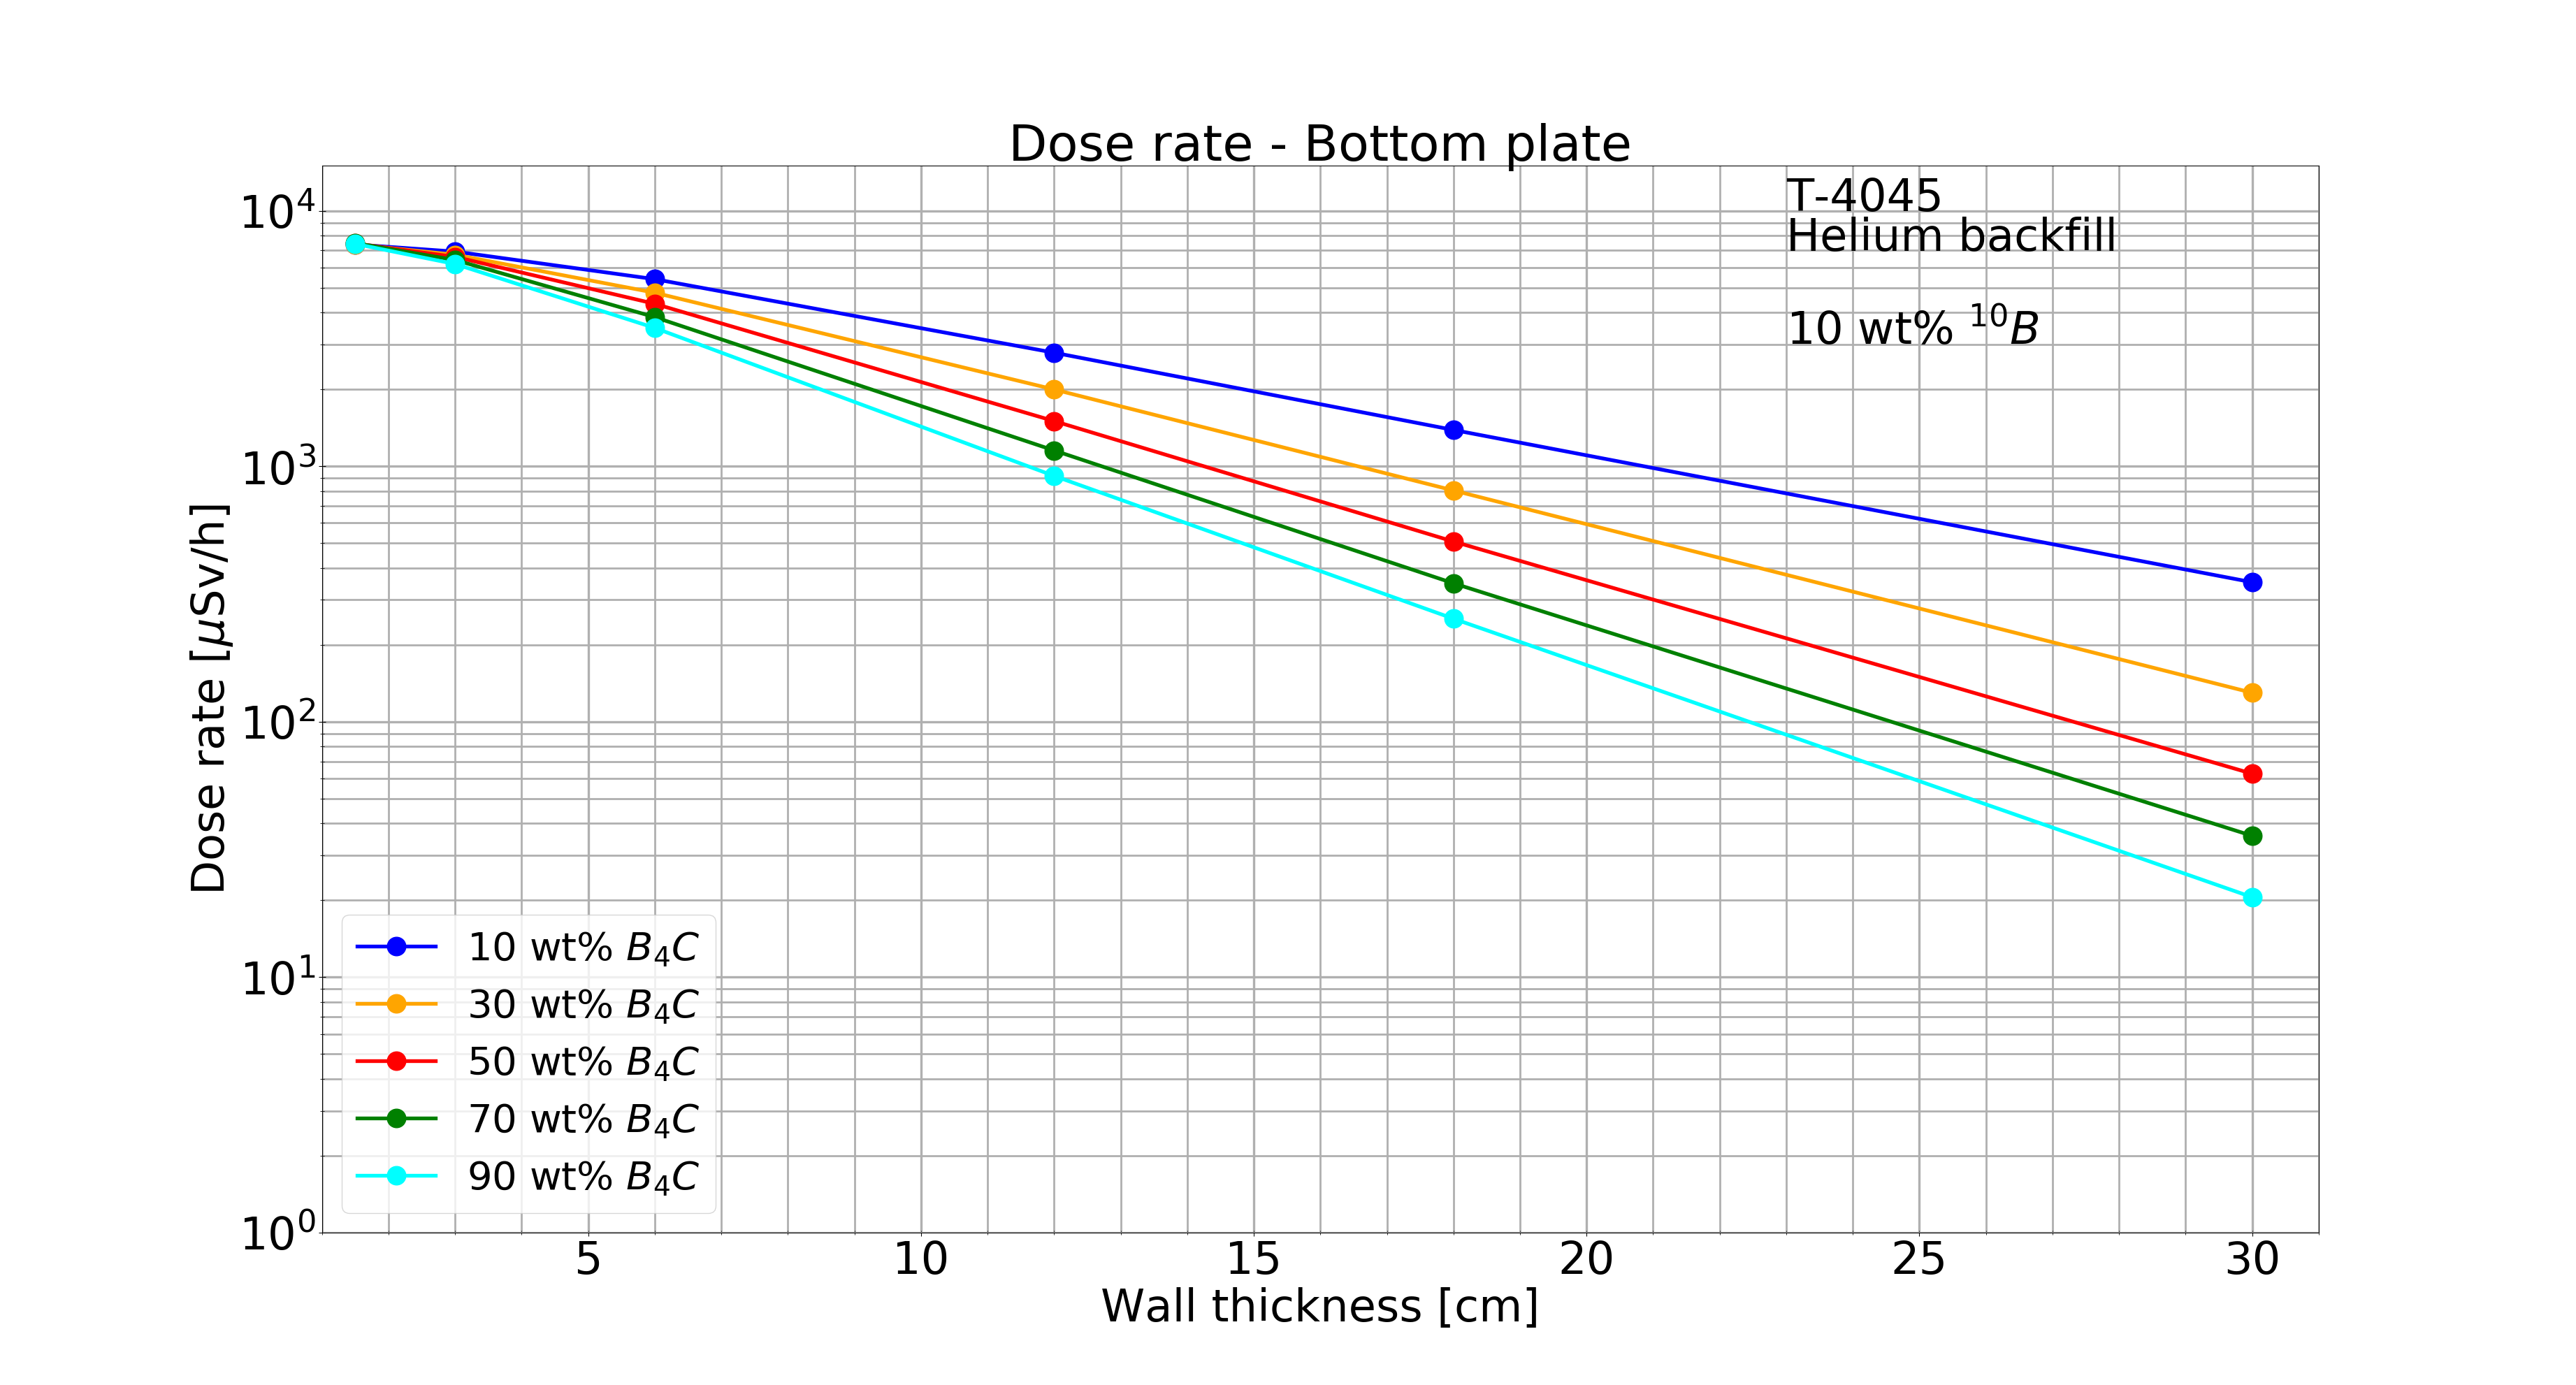 Dose rate - Bottom plate
T-4045
Helium backfill
10 wt% ¹⁰B
10⁴
10³
10²
10¹
10⁰
Dose rate [μSv/h]
10 wt% B₄C
30 wt% B₄C
50 wt% B₄C
70 wt% B₄C
90 wt% B₄C
5 10 15 20 25 30
Wall thickness [cm]